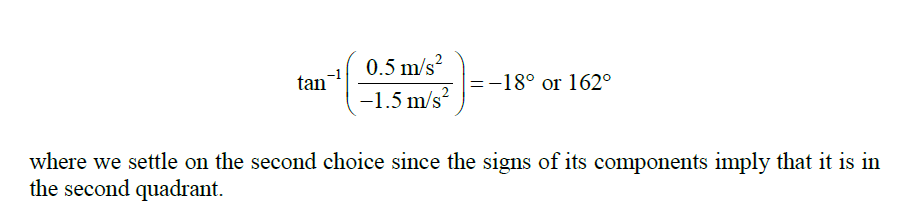 tan⁻¹(0.5 m/s² / −1.5 m/s²) = −18° or 162°
where we settle on the second choice since the signs of its components imply that it is in
the second quadrant.